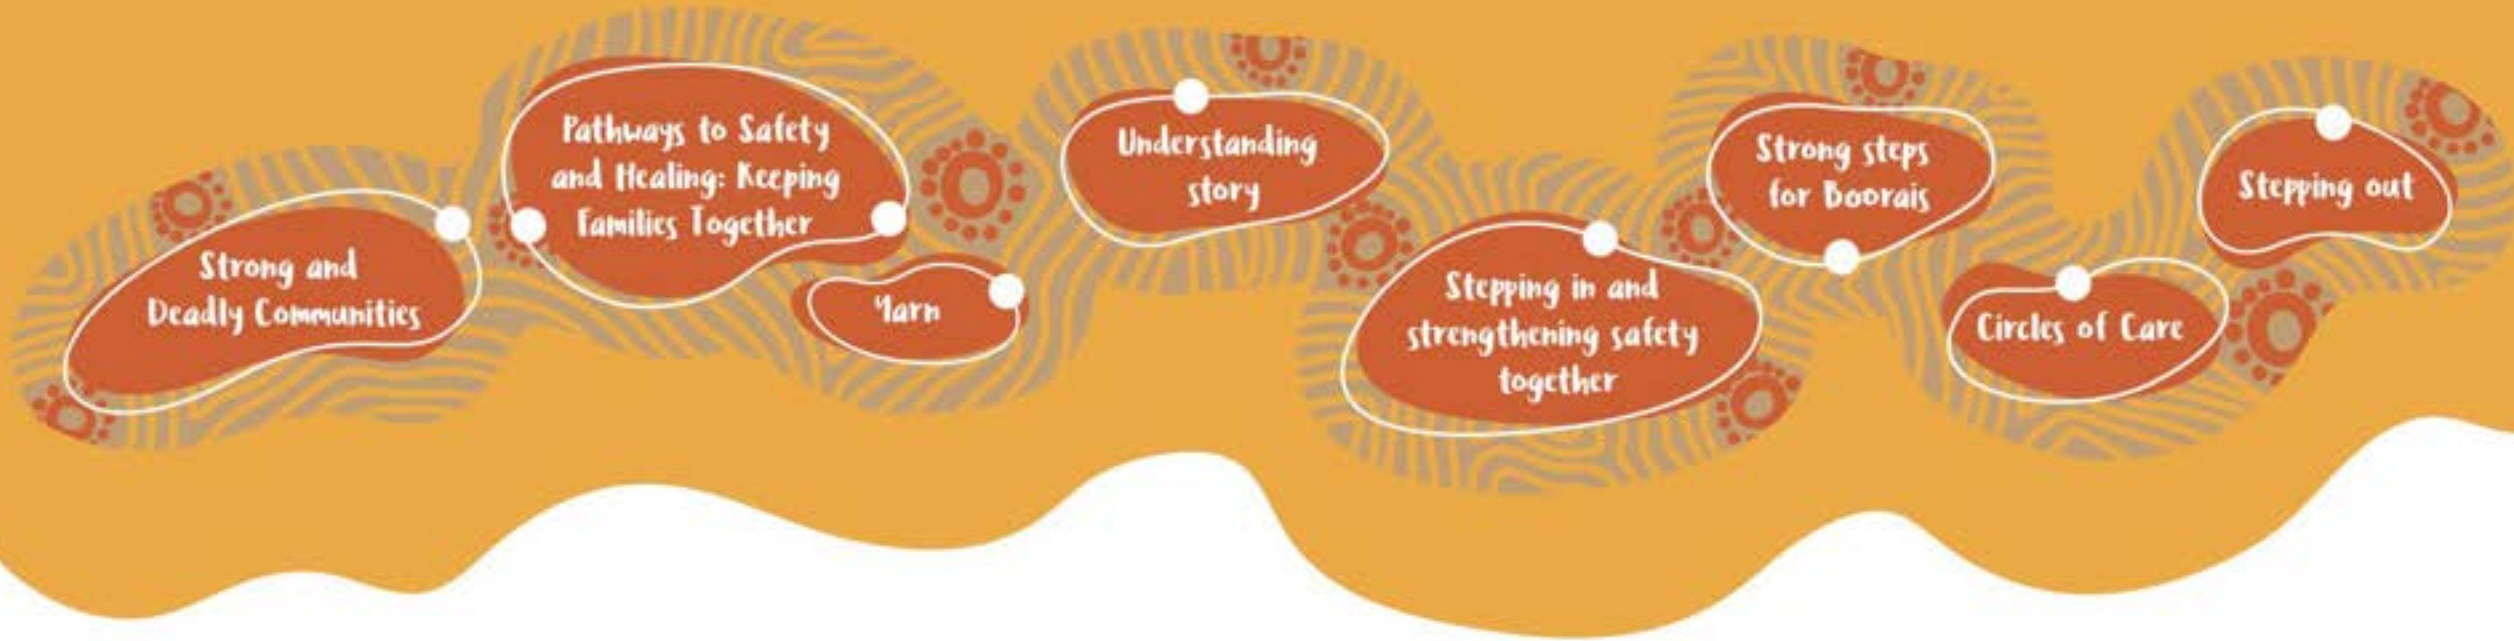 Strong and
Deadly Communities
Pathways to Safety
and Healing: Keeping
Families Together
Yarn
Understanding
story
Stepping in and
strengthening safety
together
Strong steps
for Boorais
Circles of Care
Stepping out